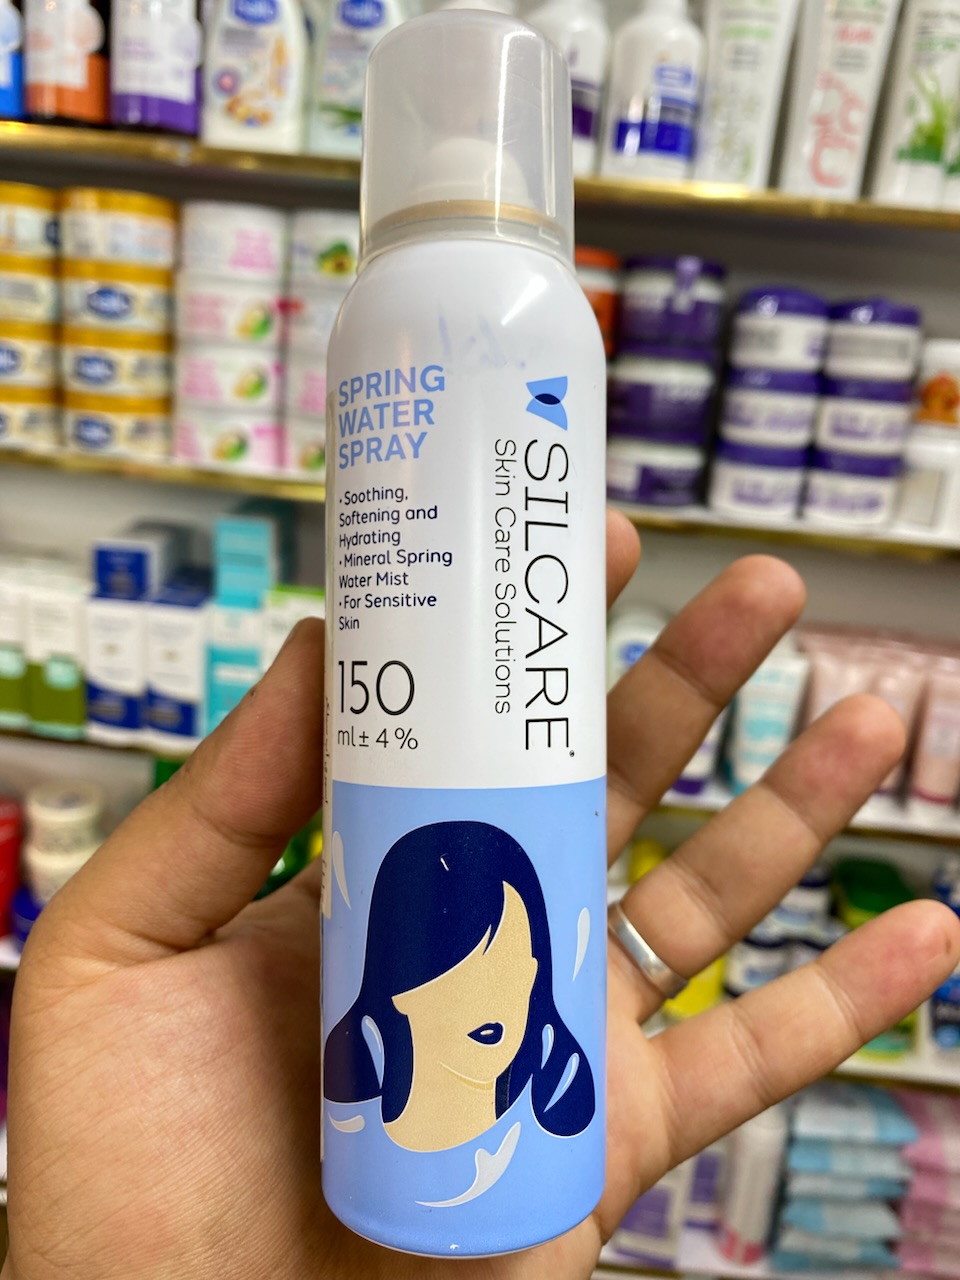 SPRING
WATER
SPRAY
• Soothing,
Softening and
Hydrating
• Mineral Spring
Water Mist
• For Sensitive
Skin
150
ml ± 4 %
SILCARE®
Skin Care Solutions